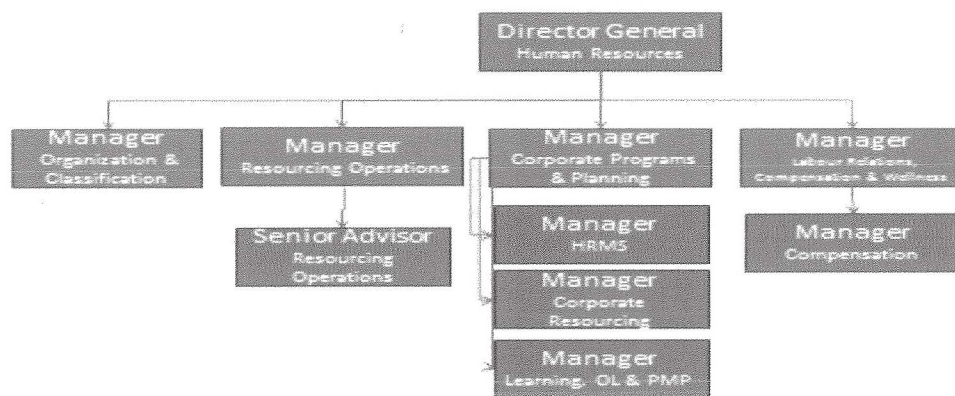 Director General
Human Resources
Manager
Organization &
Classification
Manager
Resourcing Operations
Manager
Corporate Programs
& Planning
Manager
Labour Relations,
Compensation & Wellness
Senior Advisor
Resourcing
Operations
Manager
HRMS
Manager
Compensation
Manager
Corporate
Resourcing
Manager
Learning, OL & PMP